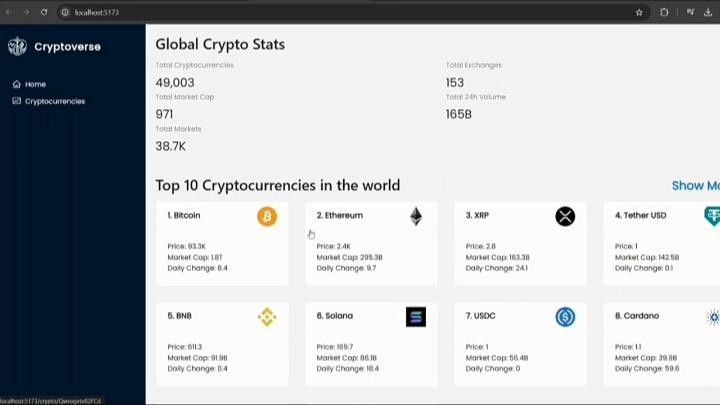 localhost:5173
Cryptoverse
Home
Cryptocurrencies
Global Crypto Stats
Total Cryptocurrencies
49,003
Total Exchanges
153
Total Market Cap
971
Total 24h Volume
165B
Total Markets
38.7K
Top 10 Cryptocurrencies in the world
Show Mo
1. Bitcoin
Price: 93.3K
Market Cap: 1.8T
Daily Change: 8.4
2. Ethereum
Price: 2.4K
Market Cap: 295.3B
Daily Change: 9.7
3. XRP
Price: 2.8
Market Cap: 163.3B
Daily Change: 24.1
4. Tether USD
Price: 1
Market Cap: 142.5B
Daily Change: 0.1
5. BNB
Price: 611.3
Market Cap: 91.9B
Daily Change: 0.4
6. Solana
Price: 169.7
Market Cap: 86.1B
Daily Change: 18.4
7. USDC
Price: 1
Market Cap: 56.4B
Daily Change: 0
8. Cardano
Price: 1.1
Market Cap: 39.9B
Daily Change: 59.6